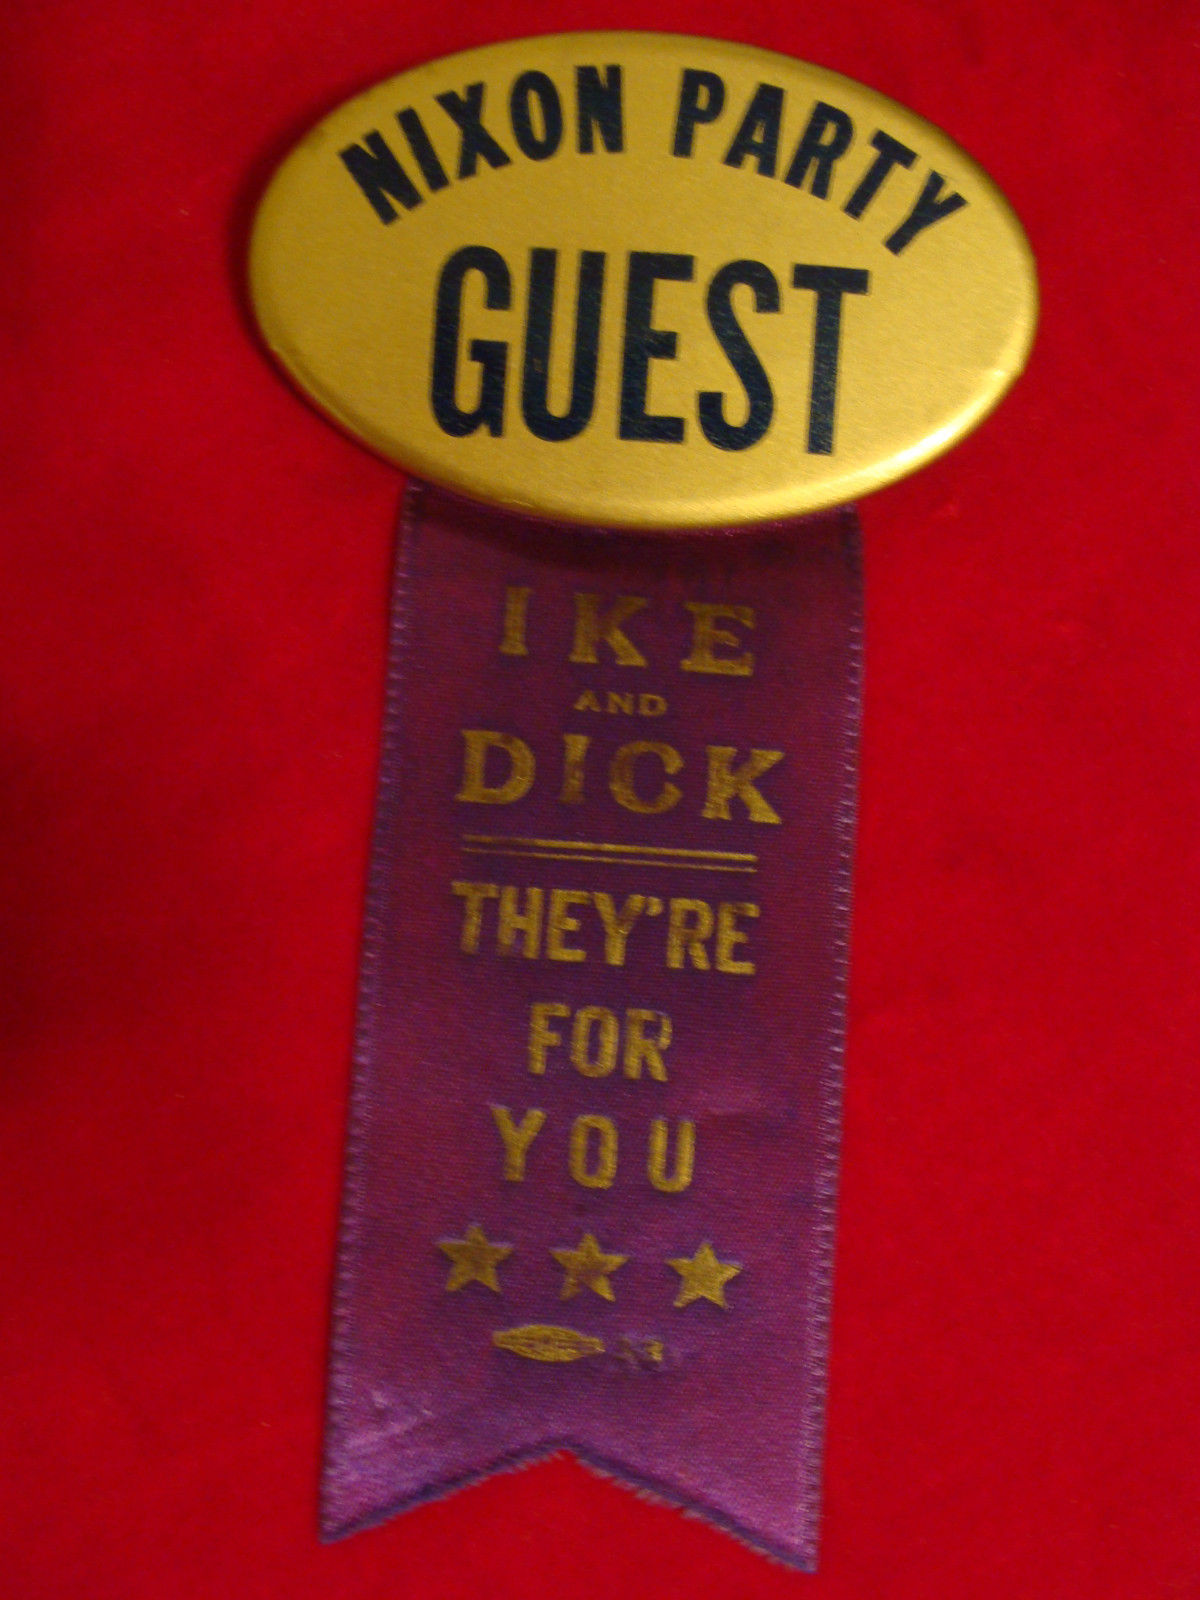 NIXON PARTY
GUEST
IKE
AND
DICK
THEY'RE
FOR
YOU